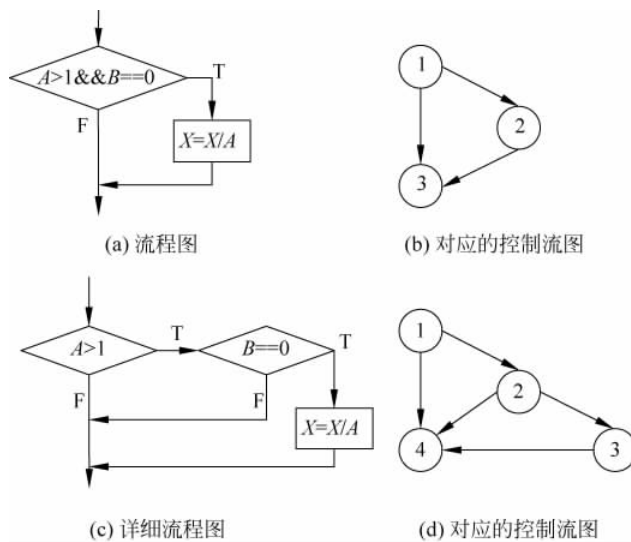 A>1&&B==0
T
F
X=X/A
1
2
3
(a) 流程图
(b) 对应的控制流图
A>1
T
B==0
T
F
F
X=X/A
1
2
4
3
(c) 详细流程图
(d) 对应的控制流图